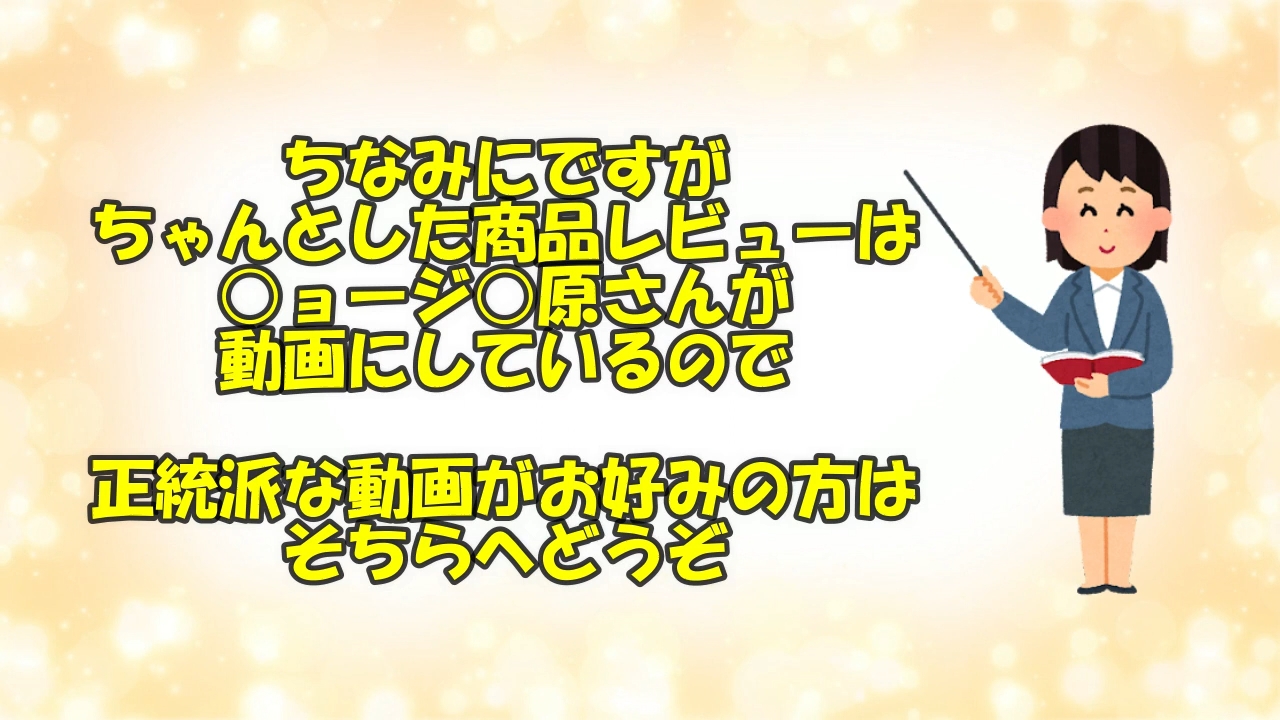 ちなみにですが
ちゃんとした商品レビューは
○ョージ○原さんが
動画にしているので
正統派な動画がお好みの方は
そちらへどうぞ